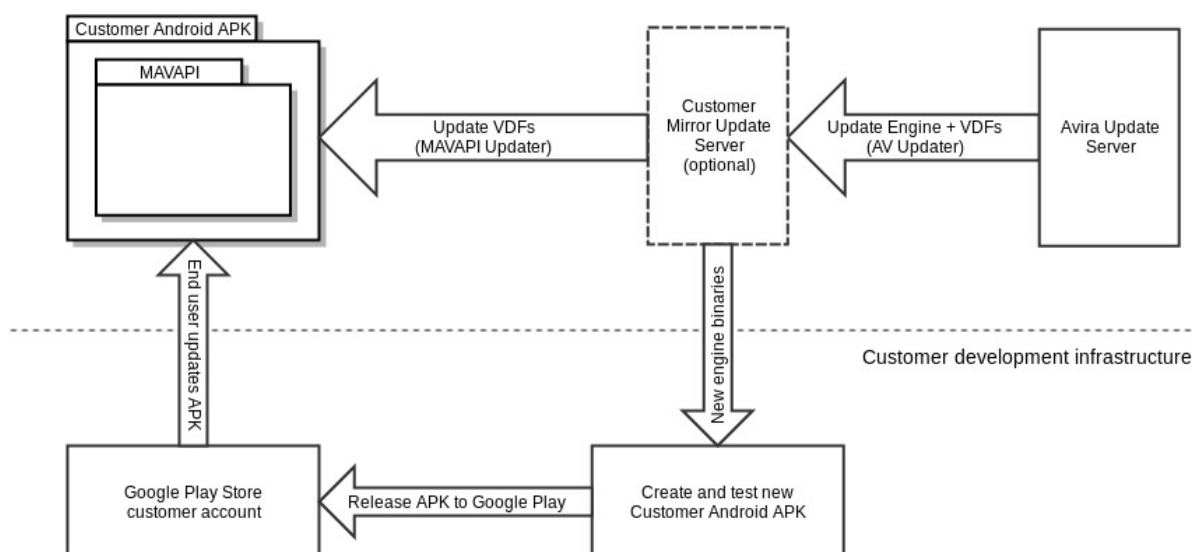 Customer Android APK
MAVAPI
Update VDFs
(MAVAPI Updater)
Customer
Mirror Update
Server
(optional)
Update Engine + VDFs
(AV Updater)
Avira Update
Server
End user updates APK
New engine binaries
Customer development infrastructure
Google Play Store
customer account
Release APK to Google Play
Create and test new
Customer Android APK